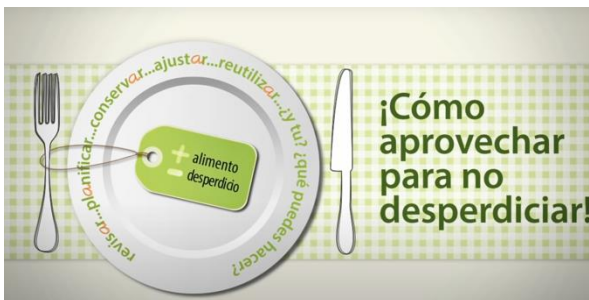 revisar...planificar...conservar...ajustar...reutilizar...¿y tu? ¿qué puedes hacer?
+ alimento
- desperdicio
¡Cómo
aprovechar
para no
desperdiciar!